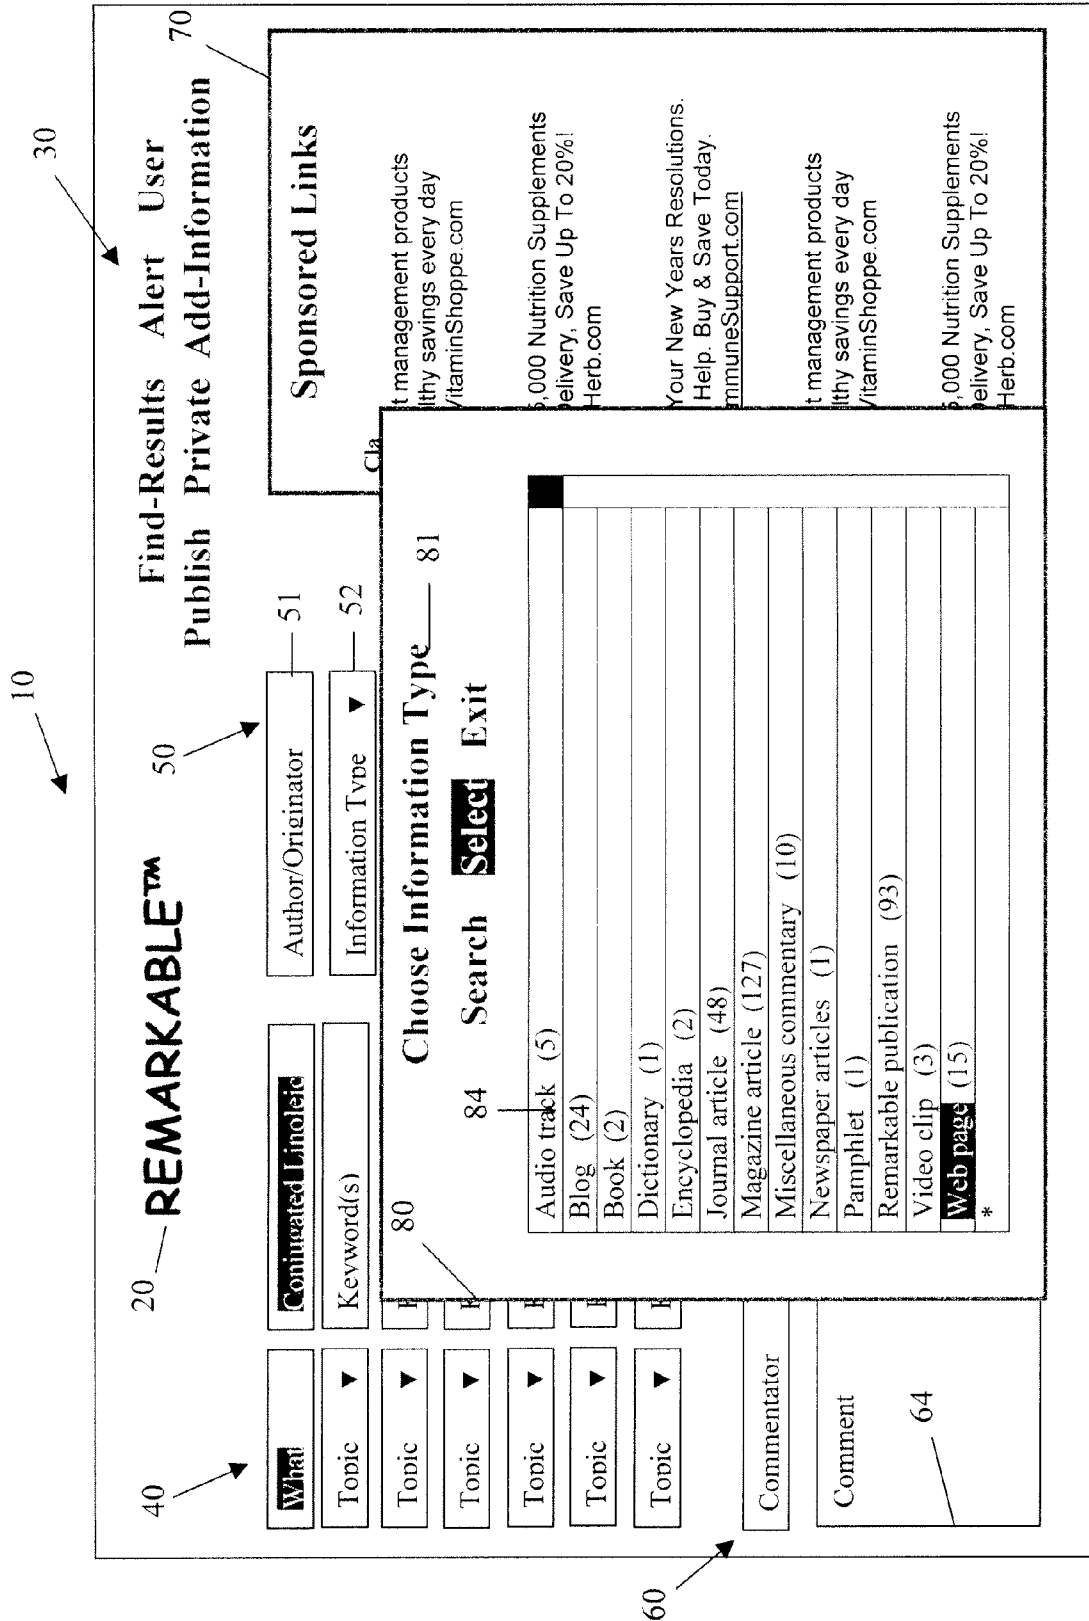 10
20
REMARKABLE™
30
Find-Results Alert User
Publish Private Add-Information
40
What
Conjugated Linoleic
50
Author/Originator
51
Topic ▼
Keyword(s)
Information Type ▼
52
Topic ▼
Topic ▼
Topic ▼
Topic ▼
Topic ▼
60
Commentator
Comment
64
70
Sponsored Links
Cla
t management products
lthy savings every day
VitaminShoppe.com
5,000 Nutrition Supplements
Delivery, Save Up To 20%!
Herb.com
Your New Years Resolutions.
Help. Buy & Save Today.
mmuneSupport.com
t management products
lthy savings every day
VitaminShoppe.com
5,000 Nutrition Supplements
Delivery, Save Up To 20%!
Herb.com
80
Choose Information Type
81
84
Search Select Exit
Audio track (5)
Blog (24)
Book (2)
Dictionary (1)
Encyclopedia (2)
Journal article (48)
Magazine article (127)
Miscellaneous commentary (10)
Newspaper articles (1)
Pamphlet (1)
Remarkable publication (93)
Video clip (3)
Web page (15)
*